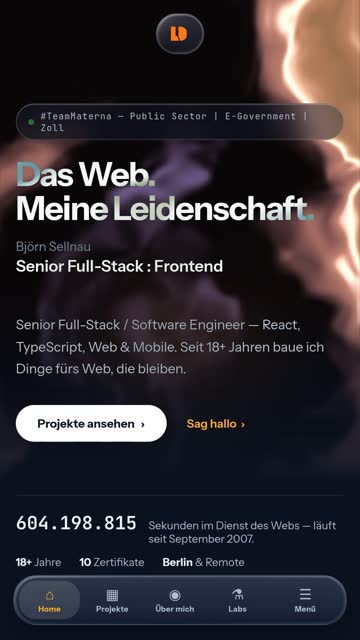 #TeamMaterna — Public Sector | E-Government |
Zoll
Das Web.
Meine Leidenschaft.
Björn Sellnau
Senior Full-Stack : Frontend
Senior Full-Stack / Software Engineer — React,
TypeScript, Web & Mobile. Seit 18+ Jahren baue ich
Dinge fürs Web, die bleiben.
Projekte ansehen ›
Sag hallo ›
604.198.815
Sekunden im Dienst des Webs — läuft
seit September 2007.
18+ Jahre 10 Zertifikate Berlin & Remote
Home Projekte Über mich Labs Menü